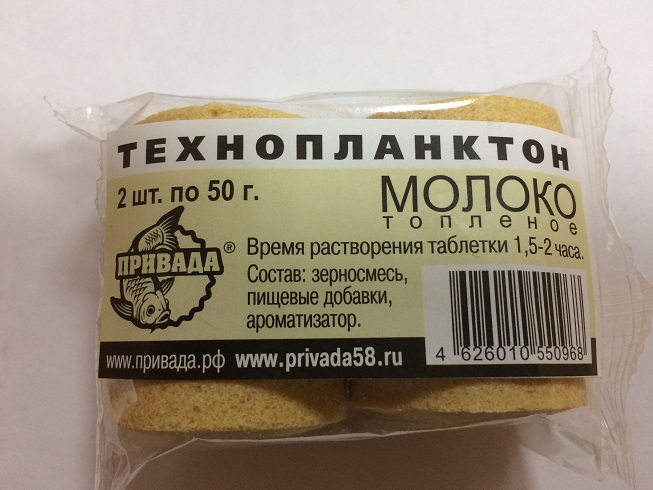 ТЕХНОПЛАНКТОН
2 шт. по 50 г.
МОЛОКО
топленое
ПРИВАДА®
Время растворения таблетки 1,5-2 часа.
Состав: зерносмесь,
пищевые добавки,
ароматизатор.
www.привада.рф www.privada58.ru
4 626010 550968